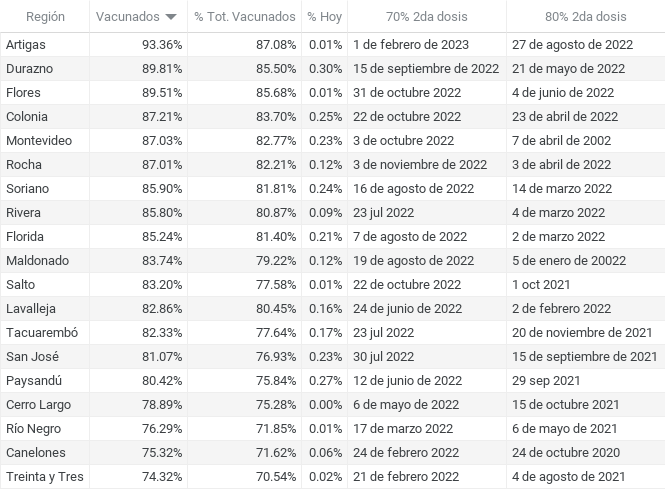 Región Vacunados % Tot. Vacunados % Hoy 70% 2da dosis 80% 2da dosis
Artigas 93.36% 87.08% 0.01% 1 de febrero de 2023 27 de agosto de 2022
Durazno 89.81% 85.50% 0.30% 15 de septiembre de 2022 21 de mayo de 2022
Flores 89.51% 85.68% 0.01% 31 de octubre 2022 4 de junio de 2022
Colonia 87.21% 83.70% 0.25% 22 de octubre 2022 23 de abril de 2022
Montevideo 87.03% 82.77% 0.23% 3 de octubre 2022 7 de abril de 2002
Rocha 87.01% 82.21% 0.12% 3 de noviembre de 2022 3 de abril de 2022
Soriano 85.90% 81.81% 0.24% 16 de agosto de 2022 14 de marzo 2022
Rivera 85.80% 80.87% 0.09% 23 jul 2022 4 de marzo 2022
Florida 85.24% 81.40% 0.21% 7 de agosto de 2022 2 de marzo 2022
Maldonado 83.74% 79.22% 0.12% 19 de agosto de 2022 5 de enero de 20022
Salto 83.20% 77.58% 0.01% 22 de octubre 2022 1 oct 2021
Lavalleja 82.86% 80.45% 0.16% 24 de junio de 2022 2 de febrero 2022
Tacuarembó 82.33% 77.64% 0.17% 23 jul 2022 20 de noviembre de 2021
San José 81.07% 76.93% 0.23% 30 jul 2022 15 de septiembre de 2021
Paysandú 80.42% 75.84% 0.27% 12 de junio de 2022 29 sep 2021
Cerro Largo 78.89% 75.28% 0.00% 6 de mayo de 2022 15 de octubre 2021
Río Negro 76.29% 71.85% 0.01% 17 de marzo 2022 6 de mayo de 2021
Canelones 75.32% 71.62% 0.06% 24 de febrero 2022 24 de octubre 2020
Treinta y Tres 74.32% 70.54% 0.02% 21 de febrero 2022 4 de agosto de 2021